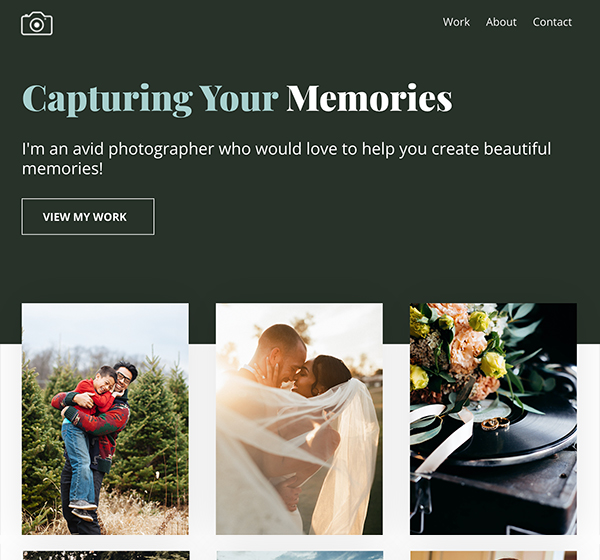 Work About Contact
Capturing Your Memories
I'm an avid photographer who would love to help you create beautiful
memories!
VIEW MY WORK